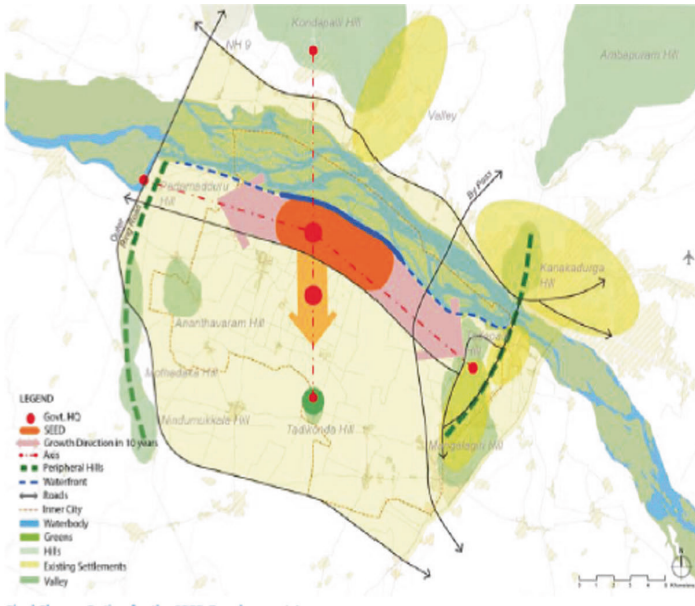 Kondapalli Hill
NH 9
Ambapuram Hill
Valley
By Pass
Outer
Ring Road
Kanakadurga
Hill
Hill
Ananthavaram Hill
Mothadaka Hill
Nindumukkala Hill
Tadikonda Hill
Mangalagiri Hill
LEGEND
Govt. HQ
SEED
Growth Direction in 10 years
Axis
Peripheral Hills
Waterfront
Roads
Inner City
Waterbody
Greens
Hills
Existing Settlements
Valley
N
Kilometers